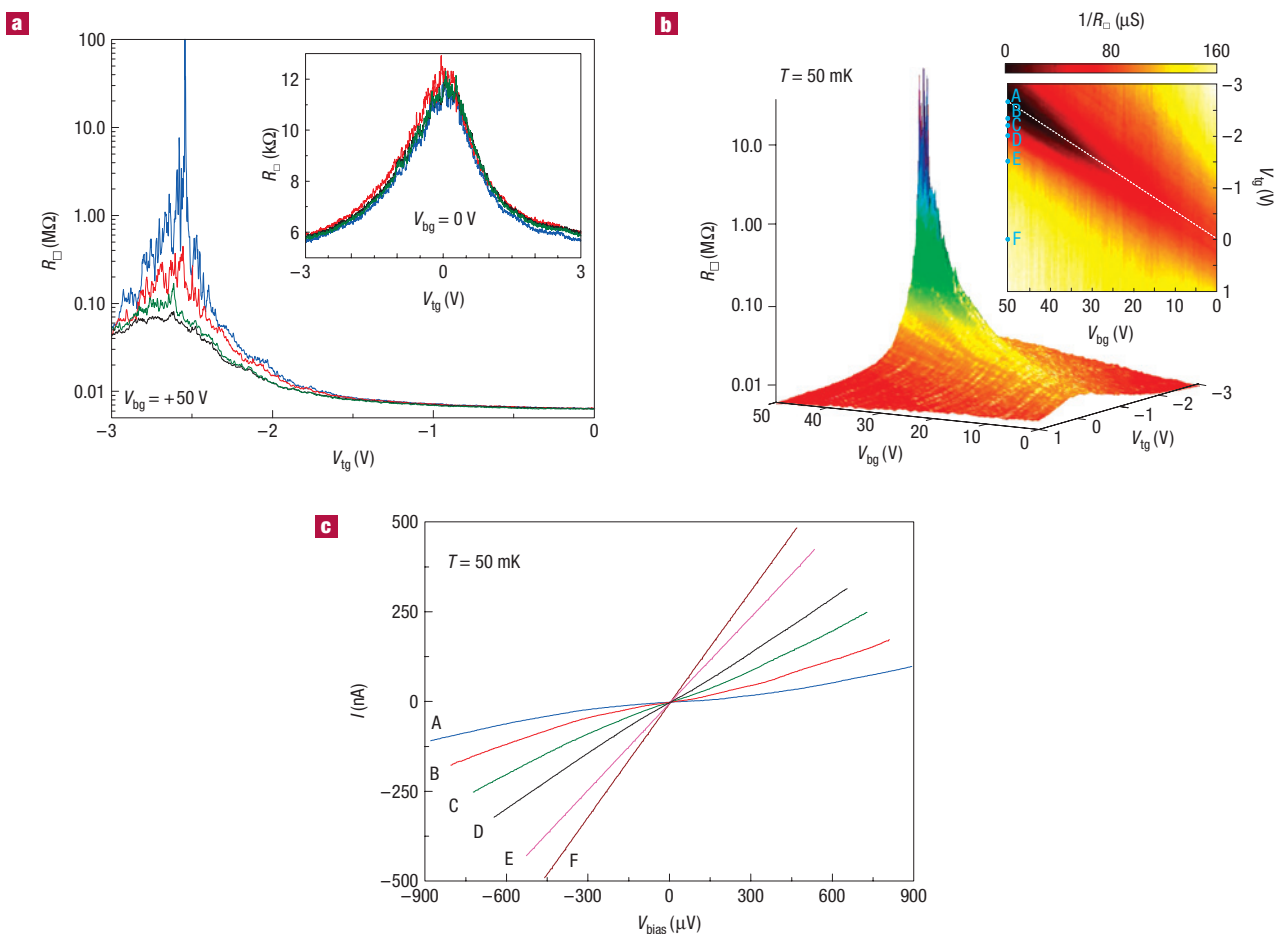 a
100
10.0
1.00
0.10
0.01
R□ (MΩ)
−3
−2
−1
0
Vtg (V)
Vbg = +50 V
12
10
8
6
R□ (kΩ)
Vbg = 0 V
−3
0
3
Vtg (V)
b
T = 50 mK
10.0
1.00
0.10
0.01
R□ (MΩ)
50
40
30
20
10
0
Vbg (V)
1
0
−1
−2
−3
Vtg (V)
1/R□ (μS)
0
80
160
A
B
C
D
E
F
−3
−2
−1
0
1
Vtg (V)
50
40
30
20
10
0
Vbg (V)
c
T = 50 mK
500
250
0
−250
−500
I (nA)
A
B
C
D
E
F
−900
−600
−300
0
300
600
900
Vbias (μV)